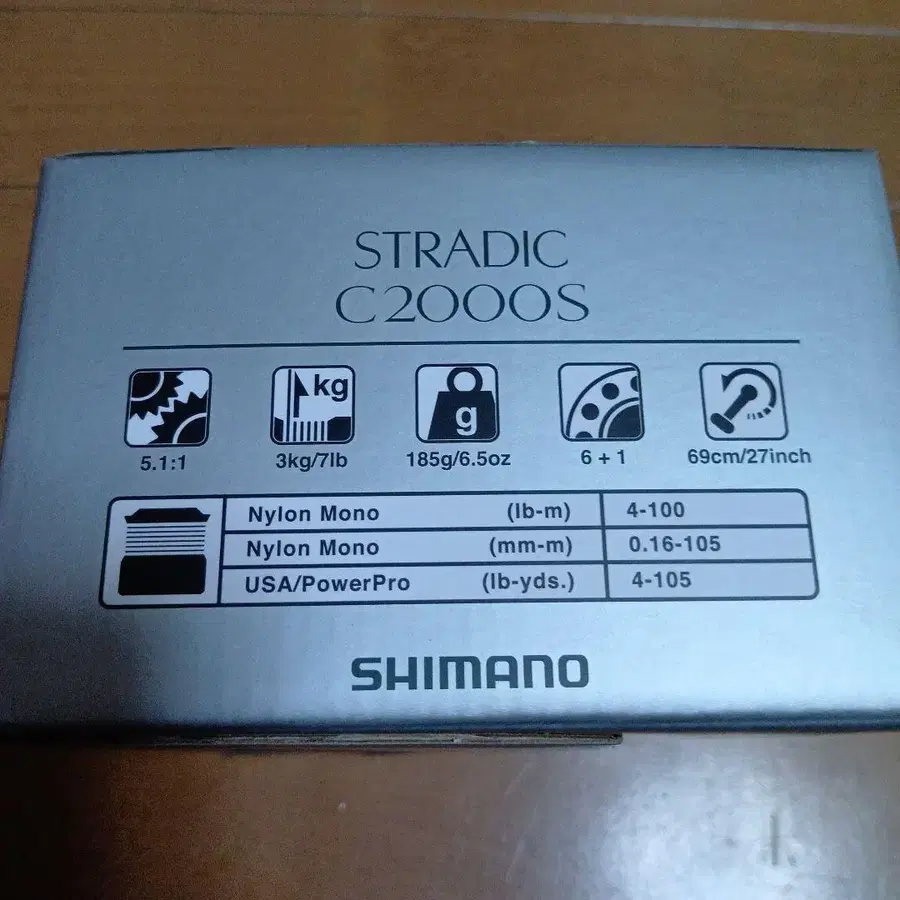 STRADIC
C2000S
kg
g
5.1:1
3kg/7lb
185g/6.5oz
6 + 1
69cm/27inch
Nylon Mono (lb-m) 4-100
Nylon Mono (mm-m) 0.16-105
USA/PowerPro (lb-yds.) 4-105
SHIMANO